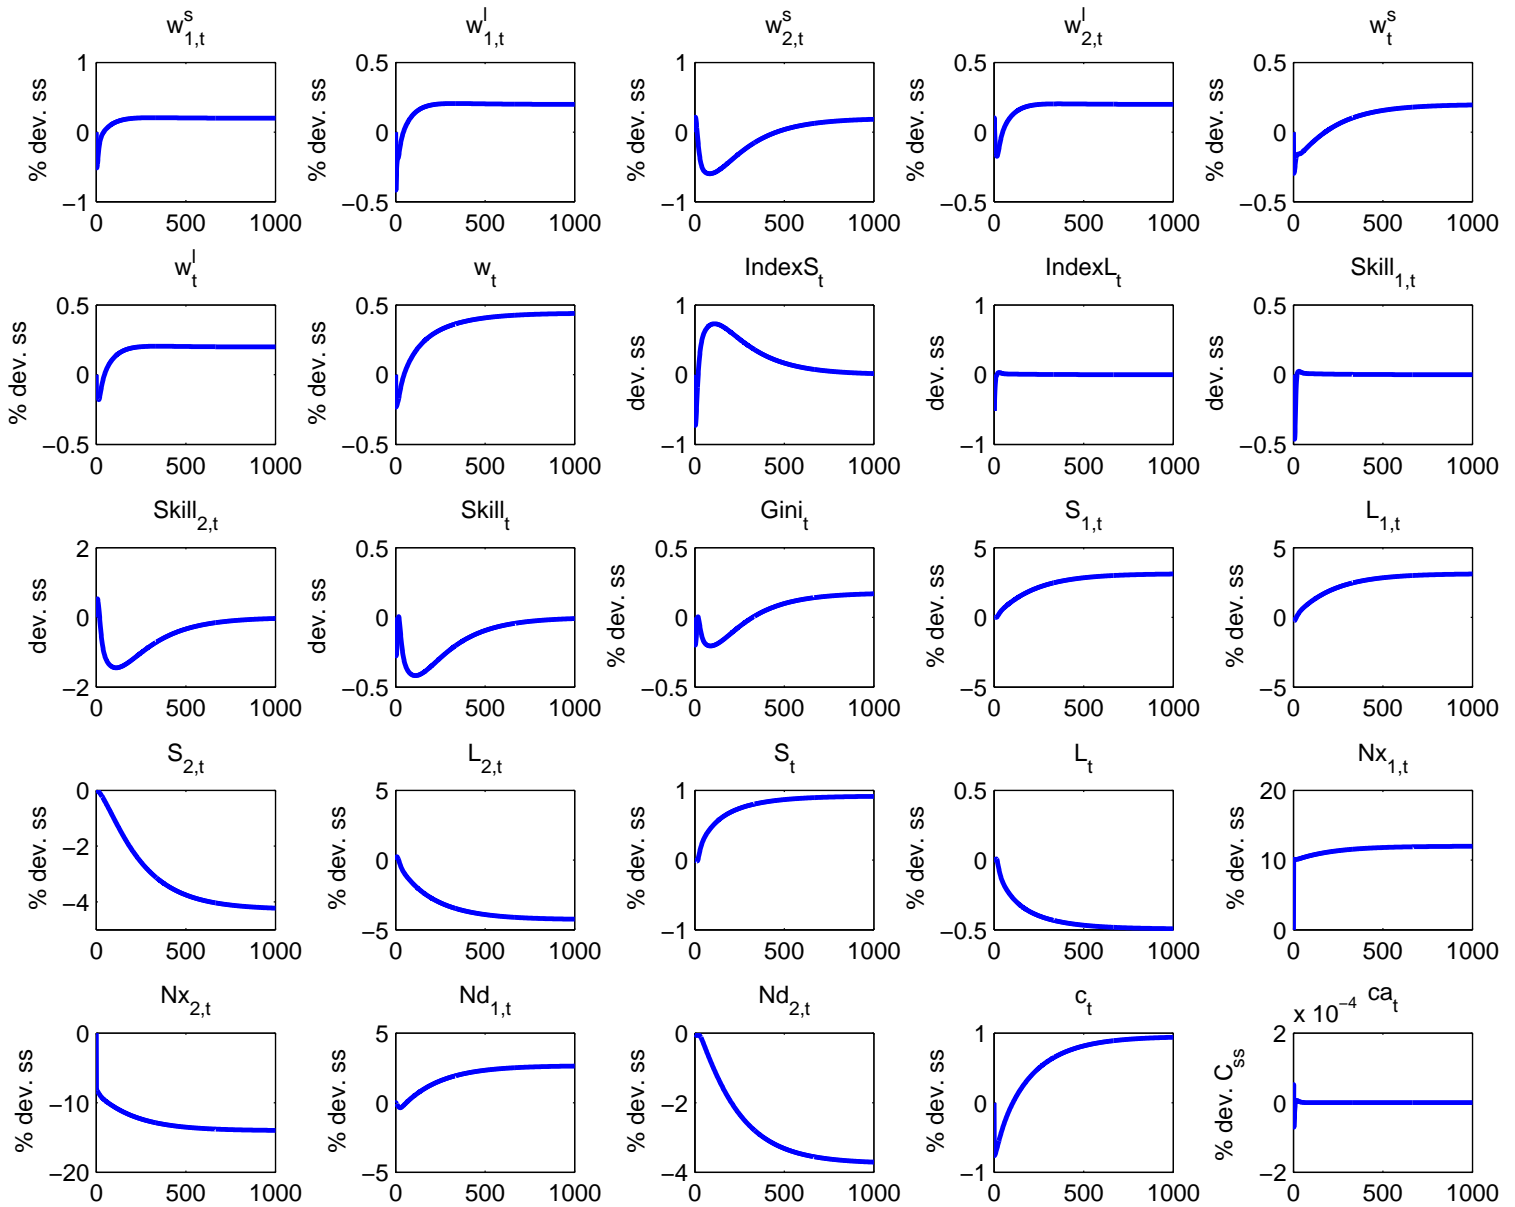 w^s_{1,t}
% dev. ss
1
0
−1
0 500 1000
w^l_{1,t}
% dev. ss
0.5
0
−0.5
0 500 1000
w^s_{2,t}
% dev. ss
1
0
−1
0 500 1000
w^l_{2,t}
% dev. ss
0.5
0
−0.5
0 500 1000
w^s_t
% dev. ss
0.5
0
−0.5
0 500 1000
w^l_t
% dev. ss
0.5
0
−0.5
0 500 1000
w_t
% dev. ss
0.5
0
−0.5
0 500 1000
IndexS_t
dev. ss
1
0
−1
0 500 1000
IndexL_t
dev. ss
1
0
−1
0 500 1000
Skill_{1,t}
dev. ss
0.5
0
−0.5
0 500 1000
Skill_{2,t}
dev. ss
2
0
−2
0 500 1000
Skill_t
dev. ss
0.5
0
−0.5
0 500 1000
Gini_t
% dev. ss
0.5
0
−0.5
0 500 1000
S_{1,t}
% dev. ss
5
0
−5
0 500 1000
L_{1,t}
% dev. ss
5
0
−5
0 500 1000
S_{2,t}
% dev. ss
0
−2
−4
0 500 1000
L_{2,t}
% dev. ss
5
0
−5
0 500 1000
S_t
% dev. ss
1
0
−1
0 500 1000
L_t
% dev. ss
0.5
0
−0.5
0 500 1000
Nx_{1,t}
% dev. ss
20
10
0
0 500 1000
Nx_{2,t}
% dev. ss
0
−10
−20
0 500 1000
Nd_{1,t}
% dev. ss
5
0
−5
0 500 1000
Nd_{2,t}
% dev. ss
0
−2
−4
0 500 1000
c_t
% dev. ss
1
0
−1
0 500 1000
x 10^{−4} ca_t
% dev. C_{ss}
2
0
−2
0 500 1000